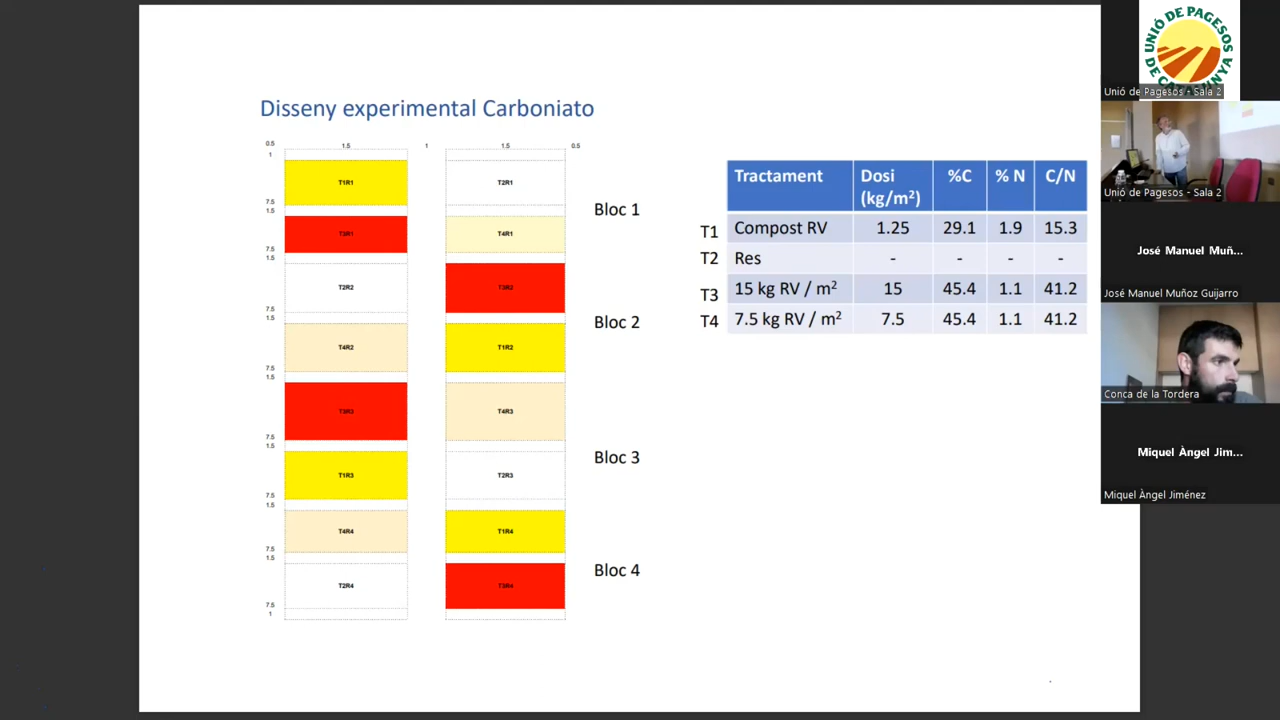 Disseny experimental Carboniato
0.5 1.5 1 1.5 0.5
1
T1R1 T2R1
7.5
1.5
Bloc 1
T3R1 T4R1
7.5
1.5
T2R2 T3R2
7.5
1.5
Bloc 2
T4R2 T1R2
7.5
1.5
T3R3 T4R3
7.5
1.5
Bloc 3
T1R3 T2R3
7.5
1.5
T4R4 T1R4
7.5
1.5
Bloc 4
T2R4 T3R4
7.5
1
Tractament Dosi (kg/m²) %C % N C/N
T1 Compost RV 1.25 29.1 1.9 15.3
T2 Res - - - -
T3 15 kg RV / m² 15 45.4 1.1 41.2
T4 7.5 kg RV / m² 7.5 45.4 1.1 41.2
UNIÓ DE PAGESOS
DE CATALUNYA
Unió de Pagesos - Sala 2
Unió de Pagesos - Sala 2
José Manuel Muñ...
José Manuel Muñoz Guijarro
Conca de la Tordera
Miquel Àngel Jim...
Miquel Àngel Jiménez